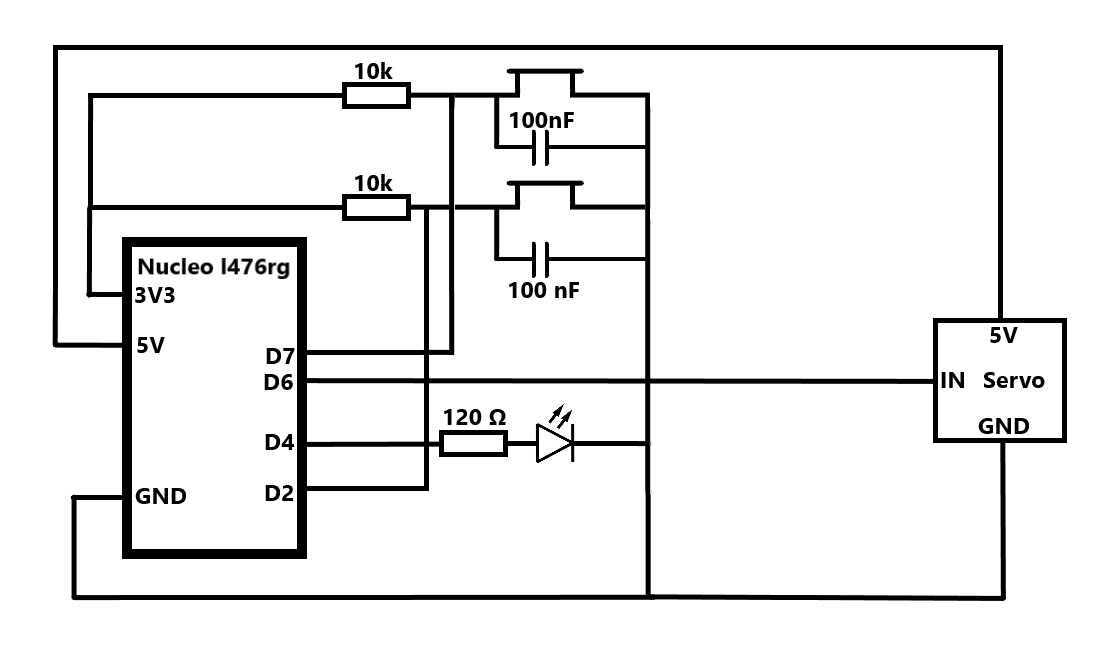 10k
100nF
10k
100 nF
Nucleo l476rg
3V3
5V
D7
D6
D4
GND
D2
120 Ω
5V
IN Servo
GND